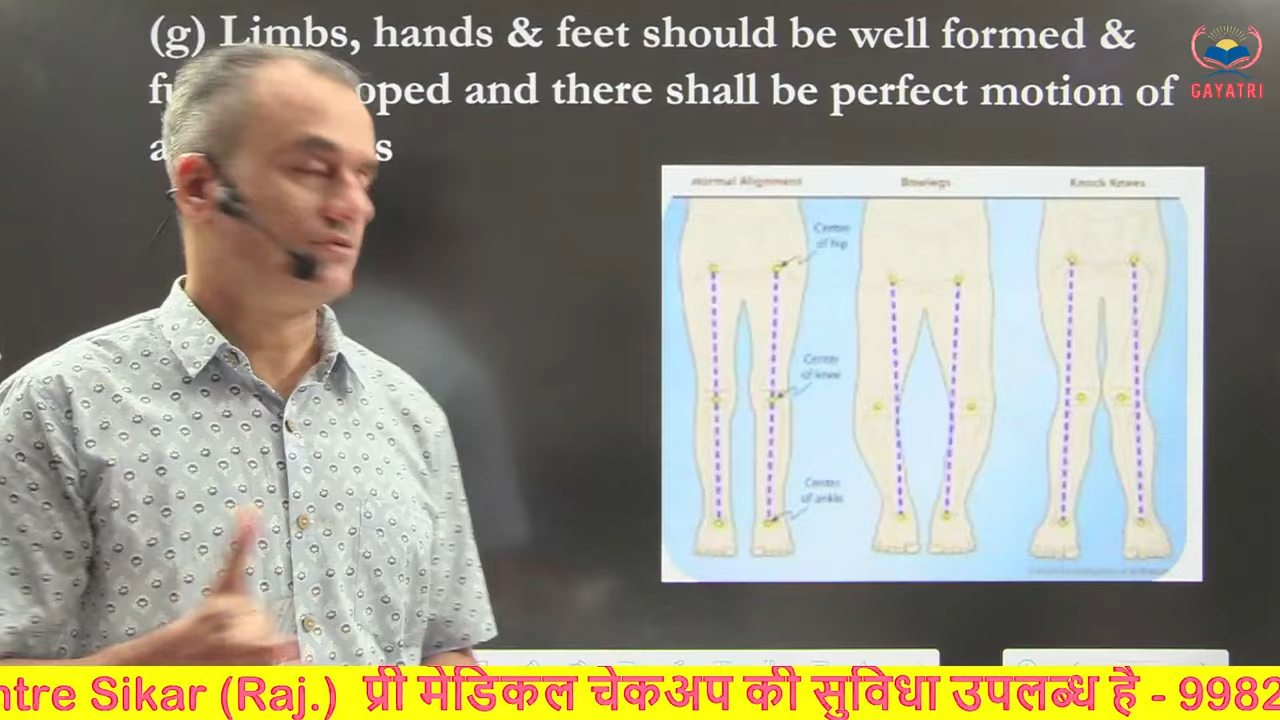 (g) Limbs, hands & feet should be well formed &
oped and there shall be perfect motion of
GAYATRI
Normal Alignment Bowlegs Knock Knees
Center
of hip
Center
of knee
Center
of ankle
ntre Sikar (Raj.) प्री मेडिकल चेकअप की सुविधा उपलब्ध है - 9982